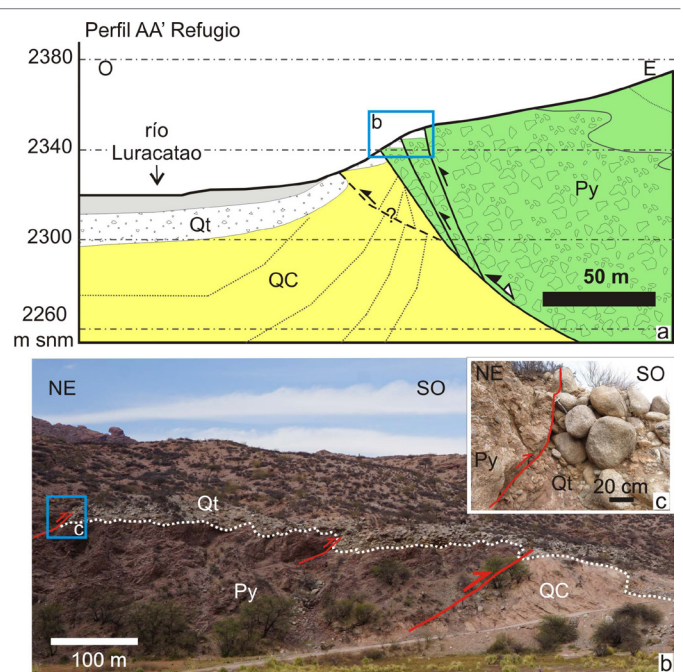 Perfil AA' Refugio
2380
O
E
b
2340
río
Luracatao
Py
Qt
?
2300
QC
50 m
2260
m snm
a
NE
SO
NE
SO
Py
Qt
20 cm
c
Qt
c
Py
QC
100 m
b